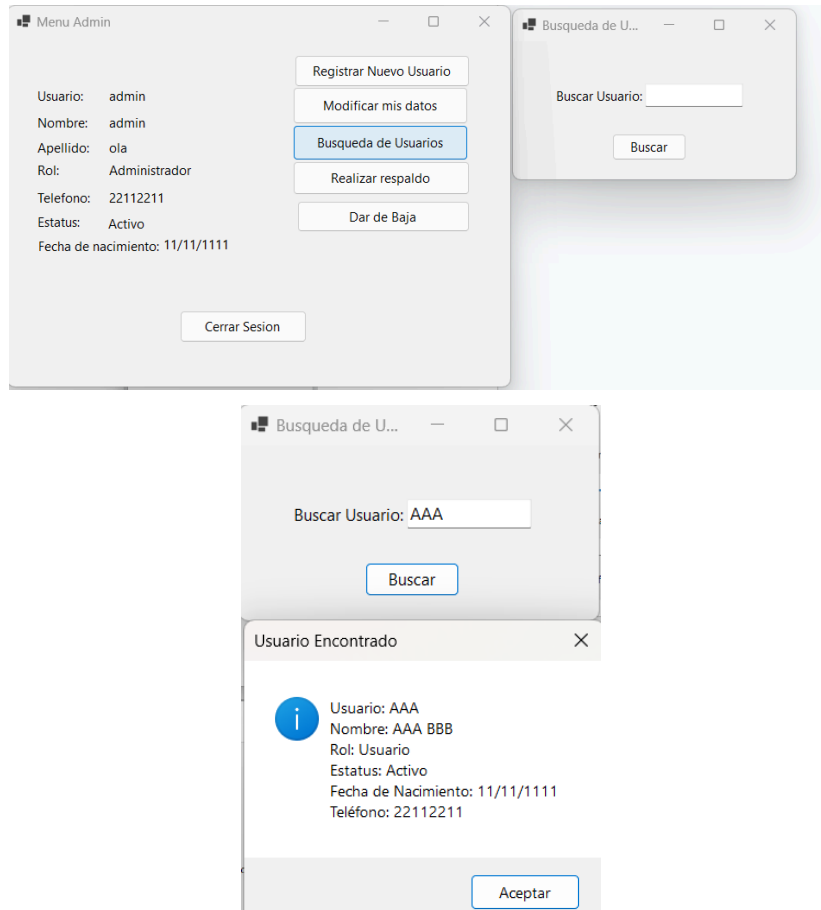 Menu Admin
Registrar Nuevo Usuario
Usuario: admin
Modificar mis datos
Nombre: admin
Busqueda de Usuarios
Apellido: ola
Rol: Administrador
Realizar respaldo
Telefono: 22112211
Dar de Baja
Estatus: Activo
Fecha de nacimiento: 11/11/1111
Cerrar Sesion
Busqueda de U...
Buscar Usuario:
Buscar
Busqueda de U...
Buscar Usuario: AAA
Buscar
Usuario Encontrado
Usuario: AAA
Nombre: AAA BBB
Rol: Usuario
Estatus: Activo
Fecha de Nacimiento: 11/11/1111
Teléfono: 22112211
Aceptar